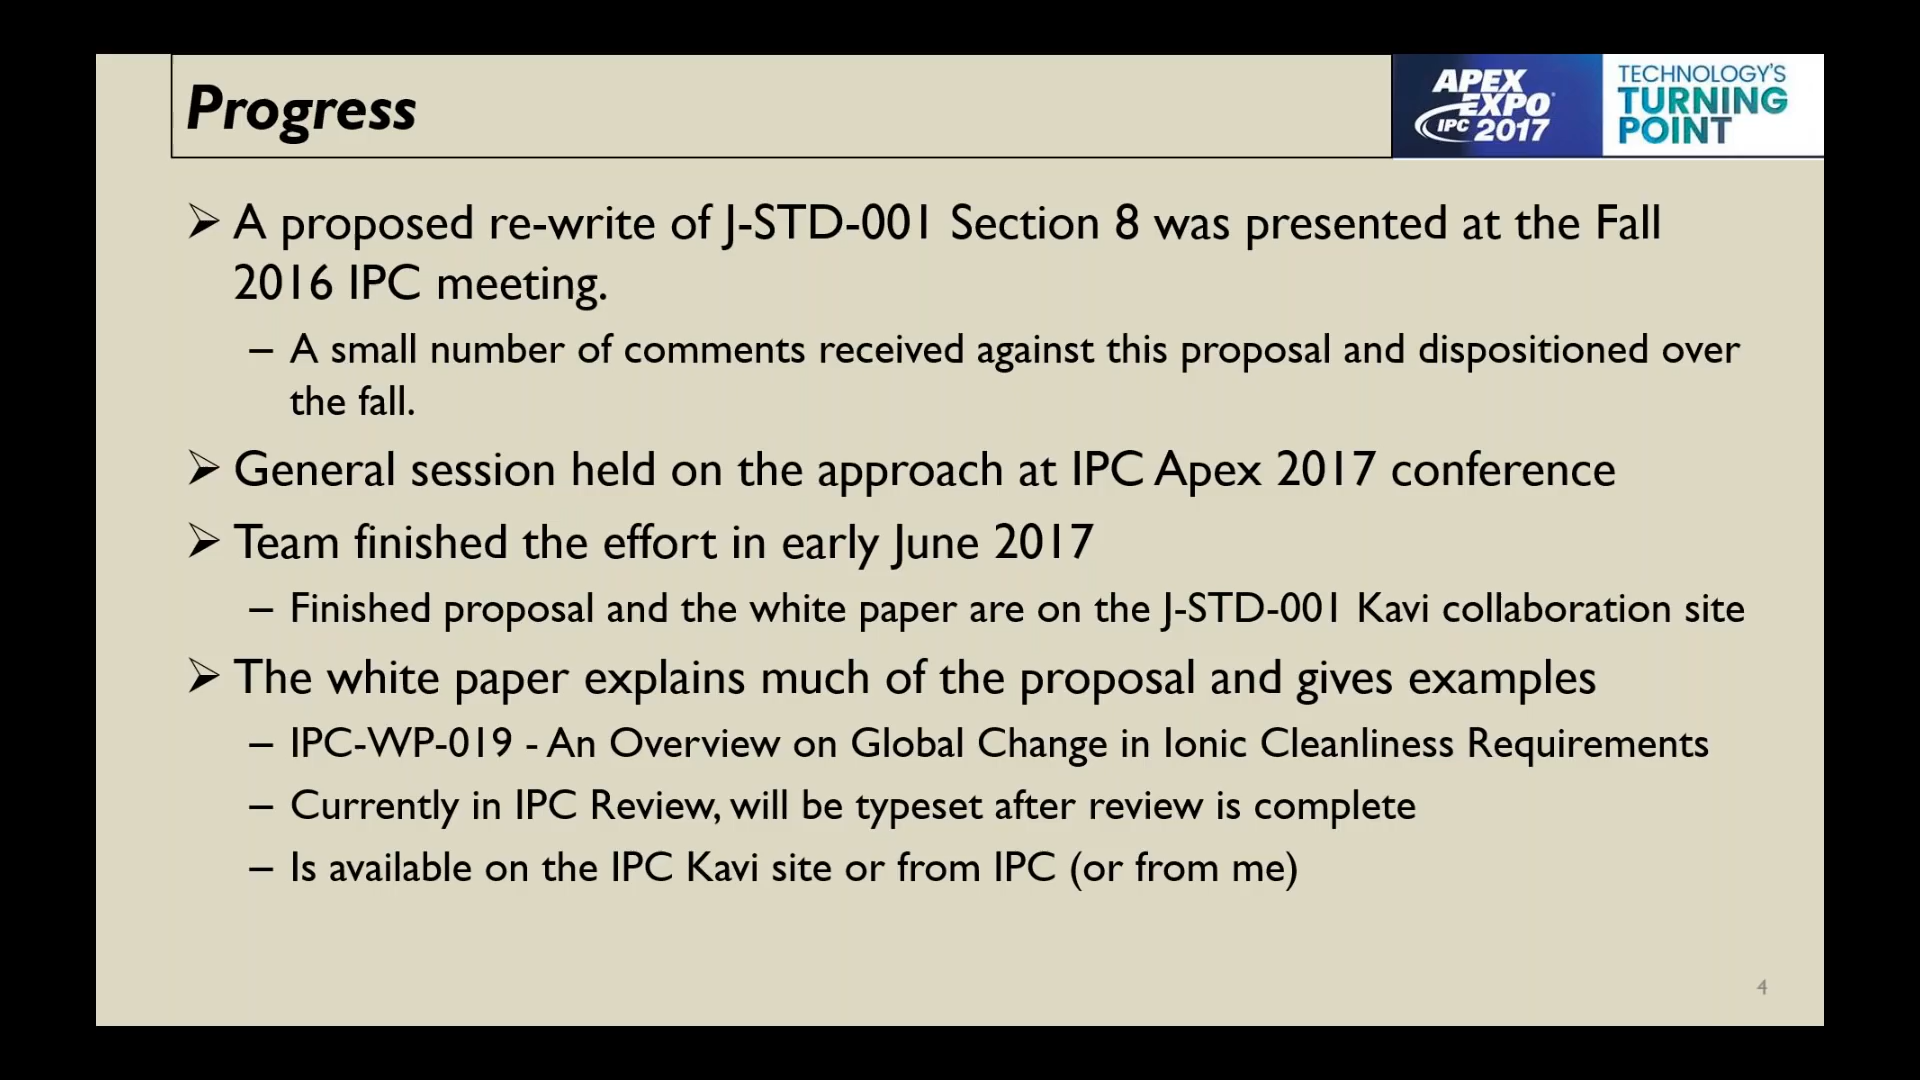 Progress
APEX
EXPO
IPC 2017
TECHNOLOGY'S
TURNING
POINT
➢ A proposed re-write of J-STD-001 Section 8 was presented at the Fall
2016 IPC meeting.
– A small number of comments received against this proposal and dispositioned over
the fall.
➢ General session held on the approach at IPC Apex 2017 conference
➢ Team finished the effort in early June 2017
– Finished proposal and the white paper are on the J-STD-001 Kavi collaboration site
➢ The white paper explains much of the proposal and gives examples
– IPC-WP-019 - An Overview on Global Change in Ionic Cleanliness Requirements
– Currently in IPC Review, will be typeset after review is complete
– Is available on the IPC Kavi site or from IPC (or from me)
4